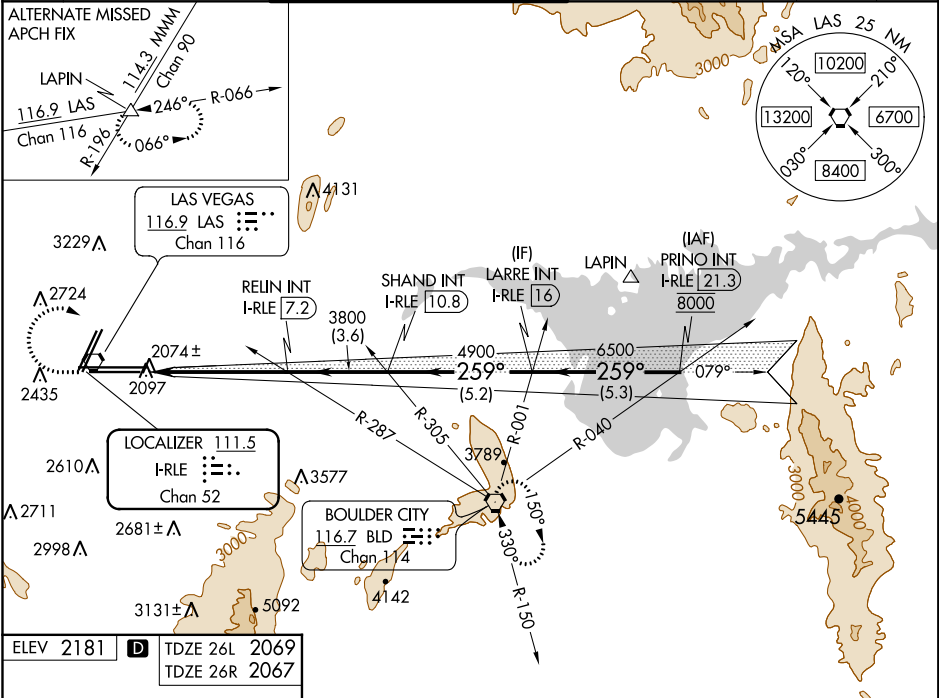 ALTERNATE MISSED
APCH FIX
LAPIN
114.3 MMM
Chan 90
116.9 LAS
Chan 116
246°
R-066
066°
R-196
MSA LAS 25 NM
120°
10200
210°
13200
6700
030°
8400
300°
3000
LAS VEGAS
116.9 LAS
Chan 116
4131
3229
2724
RELIN INT
I-RLE 7.2
3800
(3.6)
SHAND INT
I-RLE 10.8
(IF)
LARRE INT
I-RLE 16
LAPIN
(IAF)
PRINO INT
I-RLE 21.3
8000
2074±
2097
2435
4900
259°
(5.2)
6500
259°
(5.3)
079°
R-287
R-305
R-001
R-040
LOCALIZER 111.5
I-RLE
Chan 52
2610
3577
3789
2711
2681±
2998
3000
BOULDER CITY
116.7 BLD
Chan 114
150°
330°
R-150
3000
4000
5445
4142
3131±
5092
ELEV 2181
D
TDZE 26L 2069
TDZE 26R 2067